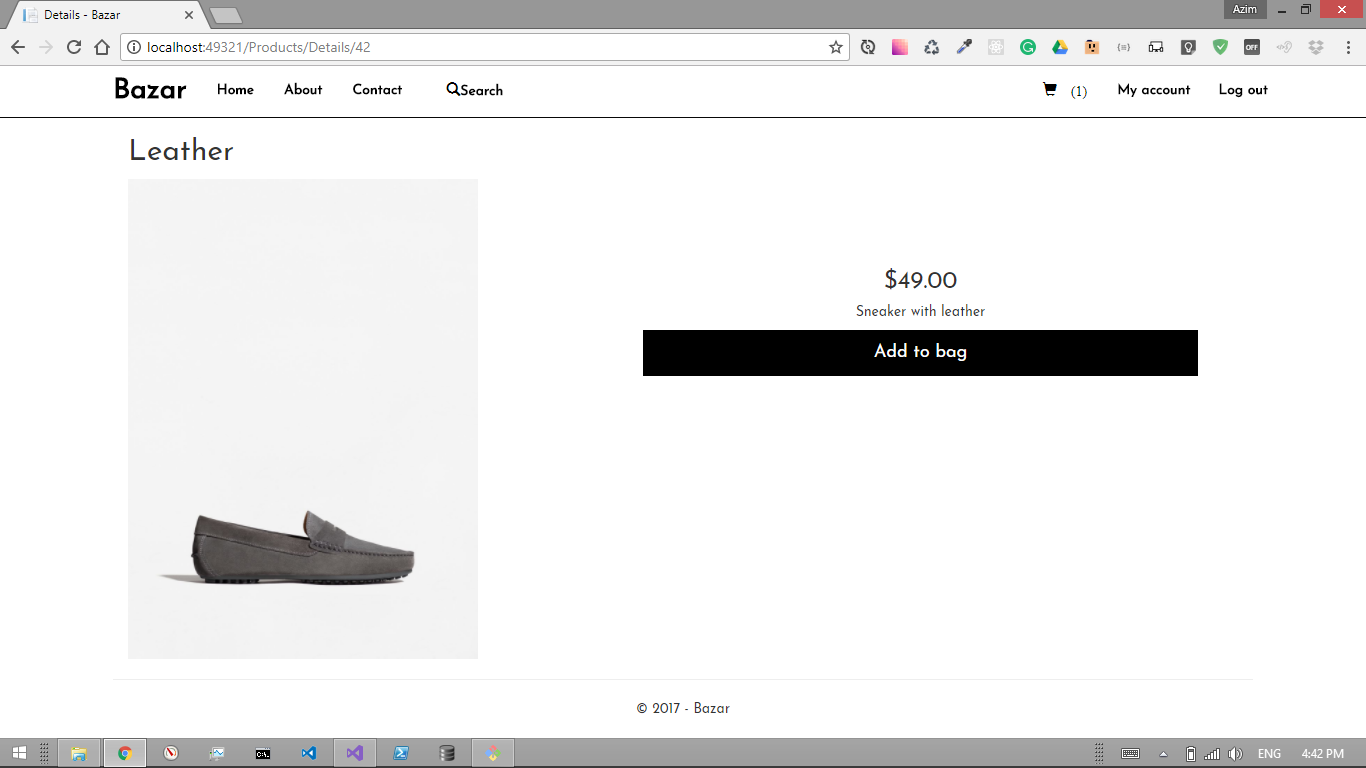 Details - Bazar
Azim
localhost:49321/Products/Details/42
OFF
Bazar Home About Contact Search (1) My account Log out
Leather
$49.00
Sneaker with leather
Add to bag
© 2017 - Bazar
ENG 4:42 PM